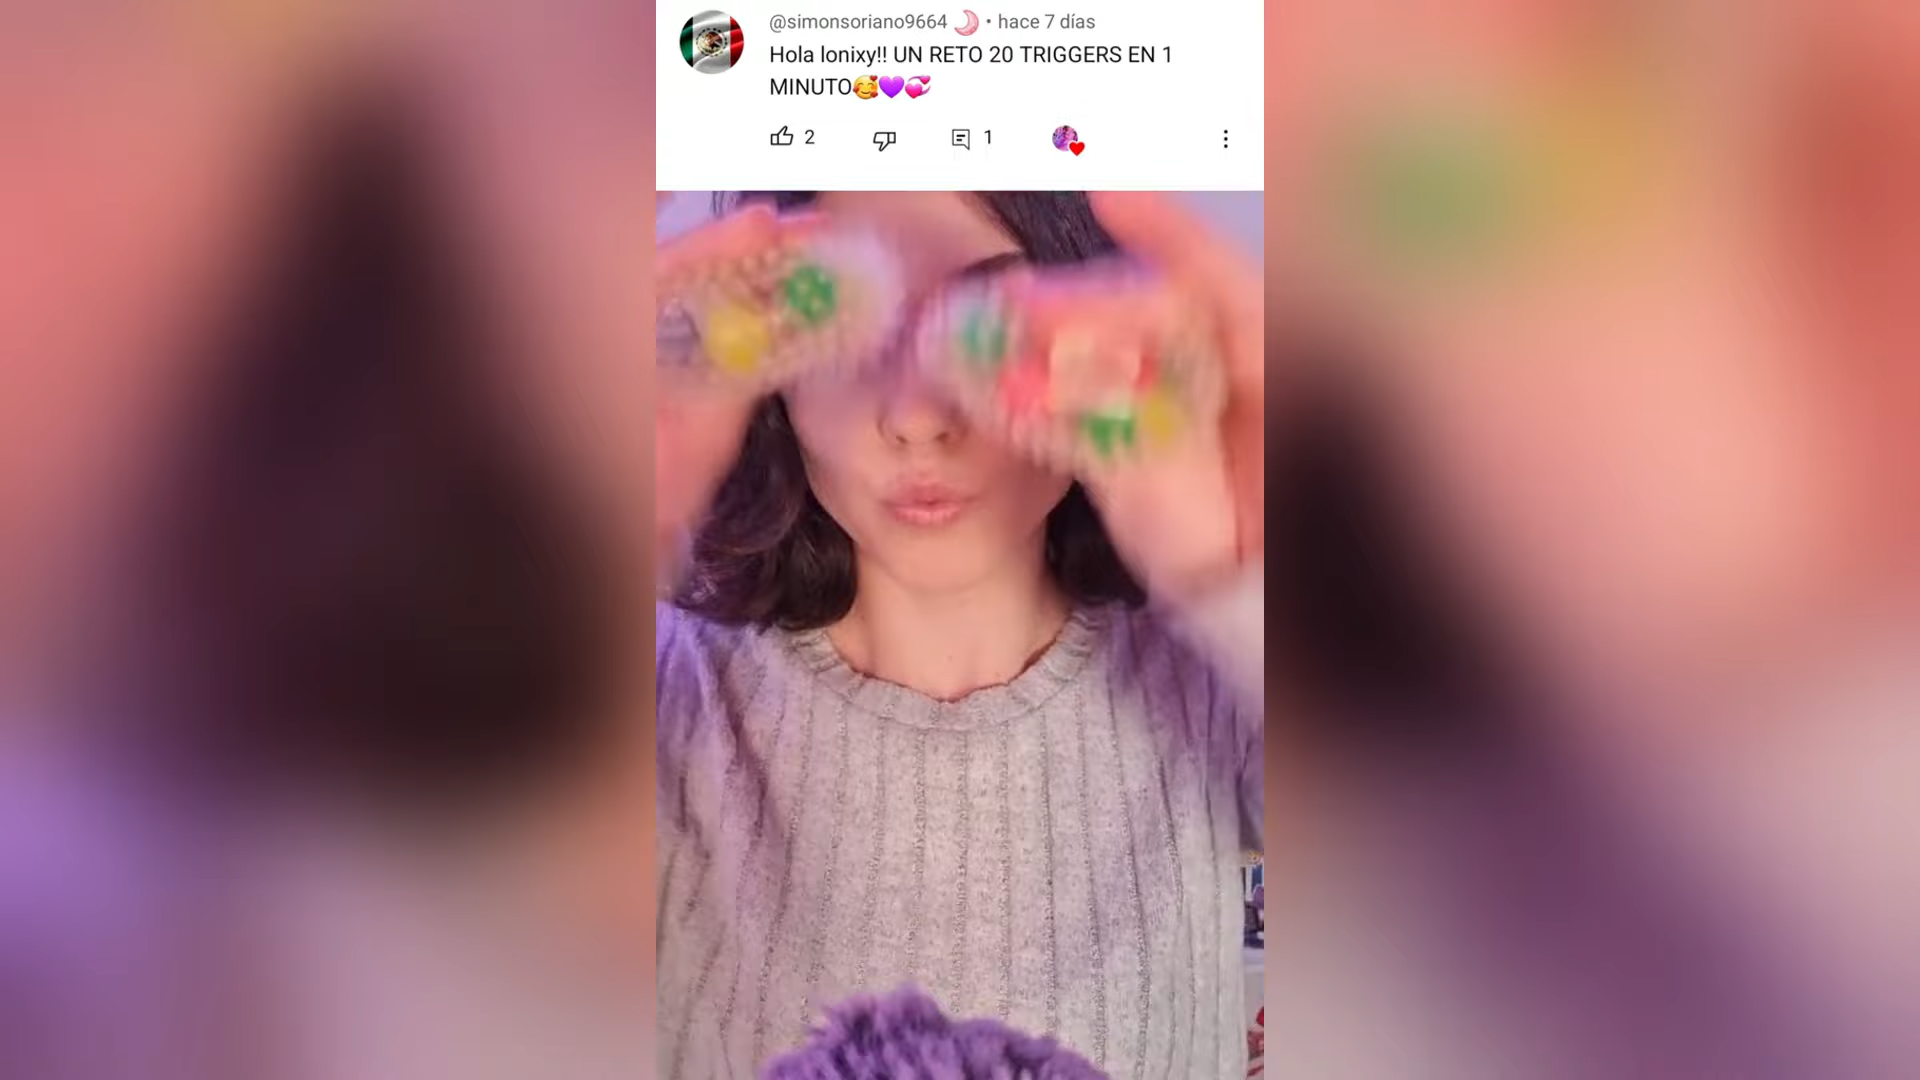 @simonsoriano9664 🌙 • hace 7 días
Hola lonixy!! UN RETO 20 TRIGGERS EN 1
MINUTO🥰💜💞
2
1